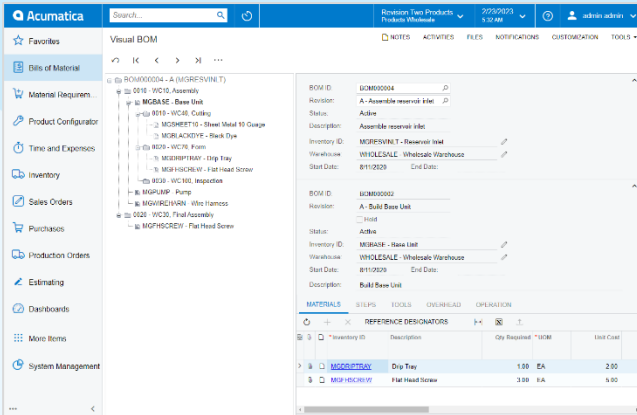 Acumatica
Search...
Revision Two Products
Products Wholesale
2/23/2023
5:32 AM
admin admin
Favorites
Bills of Material
Material Requirem...
Product Configurator
Time and Expenses
Inventory
Sales Orders
Purchases
Production Orders
Estimating
Dashboards
More Items
System Management
Visual BOM
NOTES ACTIVITIES FILES NOTIFICATIONS CUSTOMIZATION TOOLS
BOM000004 - A (MGRESVINLT)
0010 - WC10, Assembly
MGBASE - Base Unit
0010 - WC40, Cutting
MGSHEET10 - Sheet Metal 10 Guage
MGBLACKDYE - Black Dye
0020 - WC70, Form
MGDRIPTRAY - Drip Tray
MGFHSCREW - Flat Head Screw
0030 - WC100, Inspection
MGPUMP - Pump
MGWIREHARN - Wire Harness
0020 - WC30, Final Assembly
MGFHSCREW - Flat Head Screw
BOM ID: BOM000004
Revision: A - Assemble reservoir inlet
Status: Active
Description: Assemble reservoir inlet
Inventory ID: MGRESVINLT - Reservoir Inlet
Warehouse: WHOLESALE - Wholesale Warehouse
Start Date: 8/11/2020 End Date:
BOM ID: BOM000002
Revision: A - Build Base Unit
Hold
Status: Active
Inventory ID: MGBASE - Base Unit
Warehouse: WHOLESALE - Wholesale Warehouse
Start Date: 8/11/2020 End Date:
Description: Build Base Unit
MATERIALS STEPS TOOLS OVERHEAD OPERATION
REFERENCE DESIGNATORS
*Inventory ID Description Qty Required *UOM Unit Cost
MGDRIPTRAY Drip Tray 1.00 EA 2.00
MGFHSCREW Flat Head Screw 3.00 EA 5.00